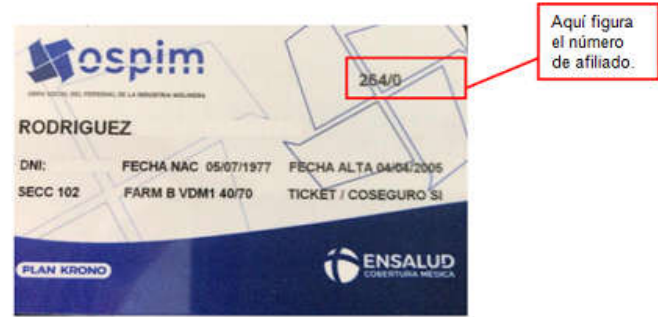 ospim
OBRA SOCIAL DEL PERSONAL DE LA INDUSTRIA MOLINERA
264/0
Aquí figura
el número
de afiliado.
RODRIGUEZ
DNI: FECHA NAC 05/07/1977 FECHA ALTA 04/04/2005
SECC 102 FARM B VDM1 40/70 TICKET / COSEGURO SI
PLAN KRONO
ENSALUD
COBERTURA MÉDICA